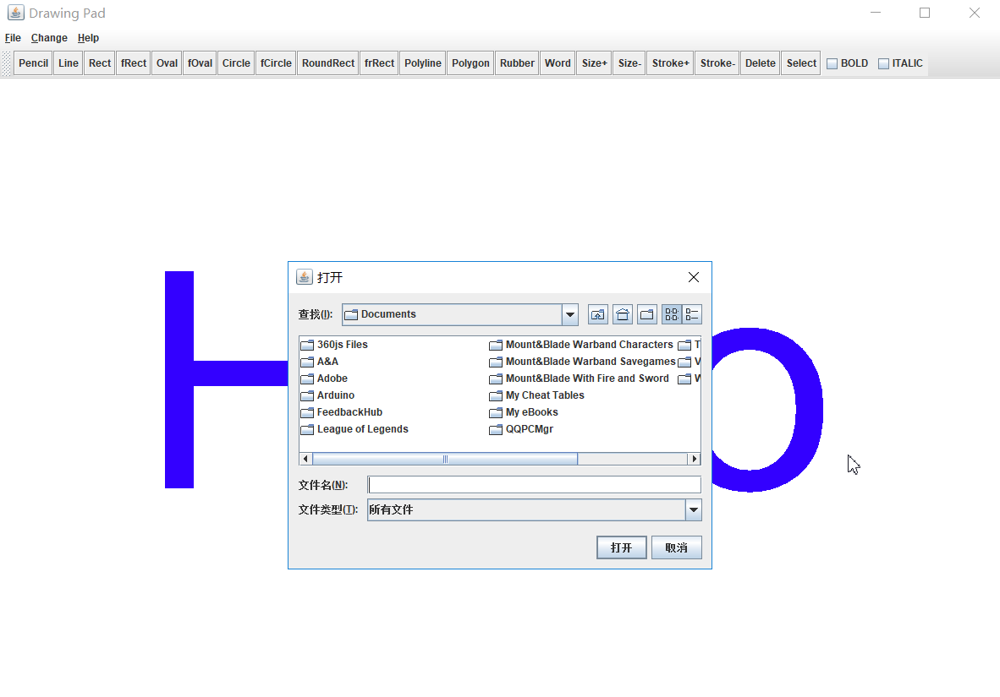 Drawing Pad
File Change Help
Pencil Line Rect fRect Oval fOval Circle fCircle RoundRect frRect Polyline Polygon Rubber Word Size+ Size- Stroke+ Stroke- Delete Select BOLD ITALIC
打开
查找(I): Documents
360js Files Mount&Blade Warband Characters T
A&A Mount&Blade Warband Savegames V
Adobe Mount&Blade With Fire and Sword
Arduino My Cheat Tables
FeedbackHub My eBooks
League of Legends QQPCMgr
H o
文件名(N):
文件类型(T): 所有文件
打开 取消